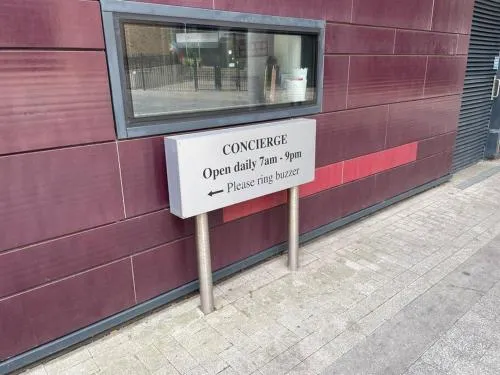 CONCIERGE
Open daily 7am - 9pm
← Please ring buzzer